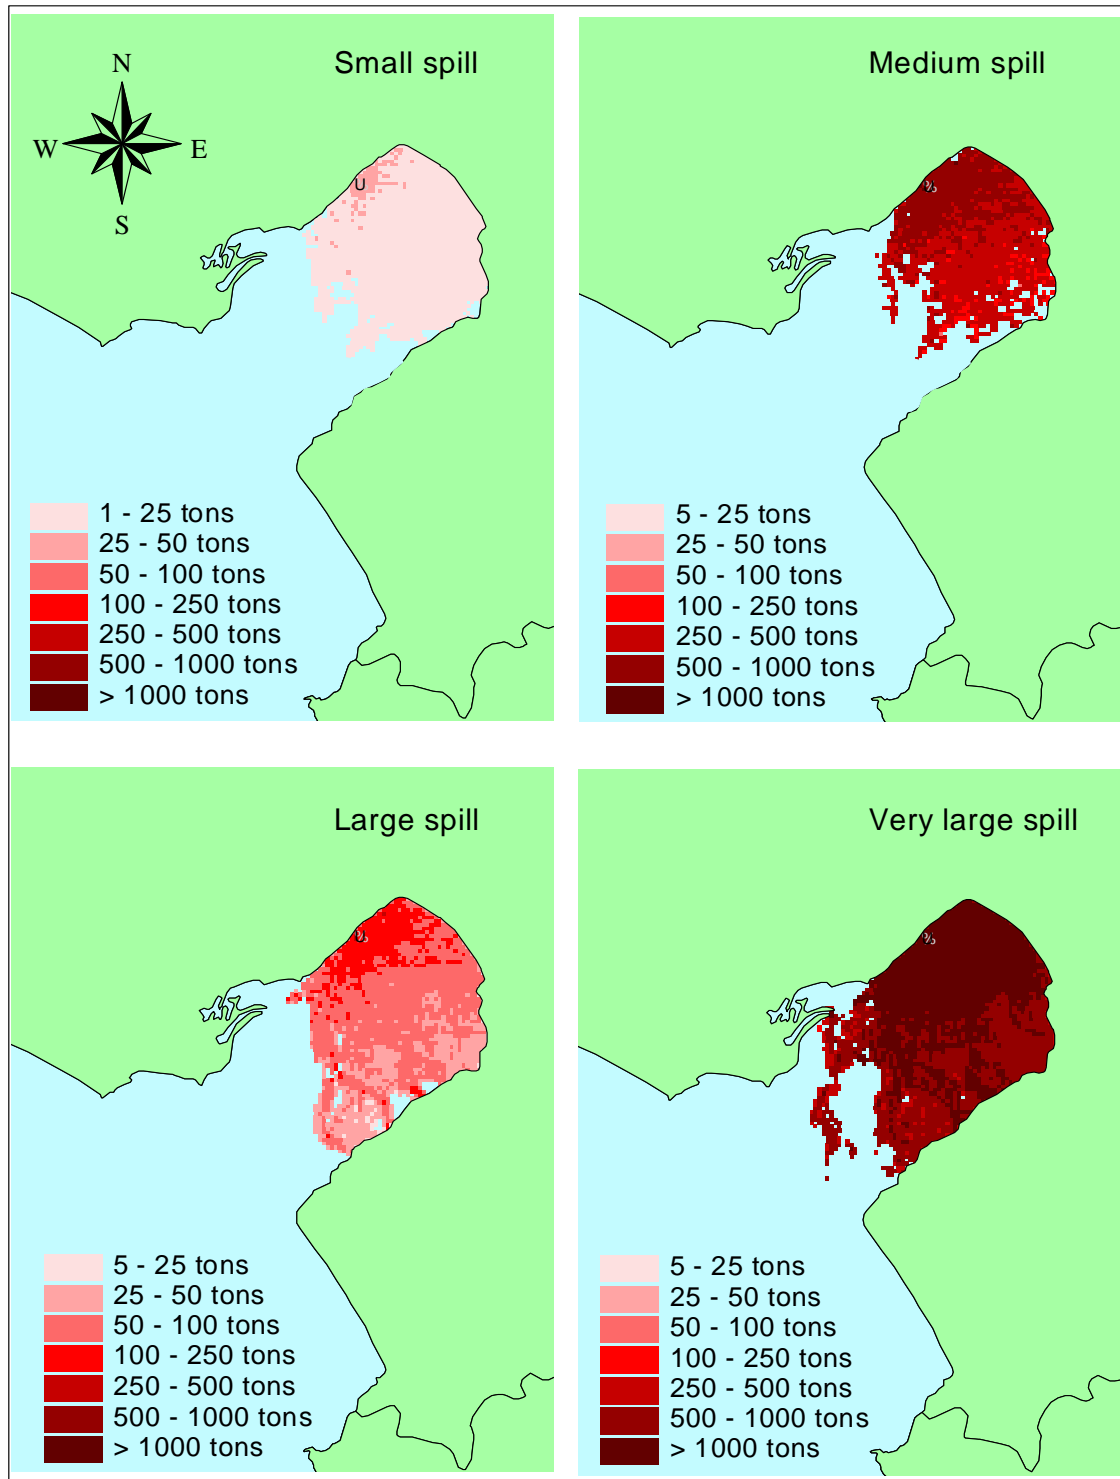 Small spill
N
W E
S
U
1 - 25 tons
25 - 50 tons
50 - 100 tons
100 - 250 tons
250 - 500 tons
500 - 1000 tons
> 1000 tons
Medium spill
5 - 25 tons
25 - 50 tons
50 - 100 tons
100 - 250 tons
250 - 500 tons
500 - 1000 tons
> 1000 tons
Large spill
5 - 25 tons
25 - 50 tons
50 - 100 tons
100 - 250 tons
250 - 500 tons
500 - 1000 tons
> 1000 tons
Very large spill
5 - 25 tons
25 - 50 tons
50 - 100 tons
100 - 250 tons
250 - 500 tons
500 - 1000 tons
> 1000 tons